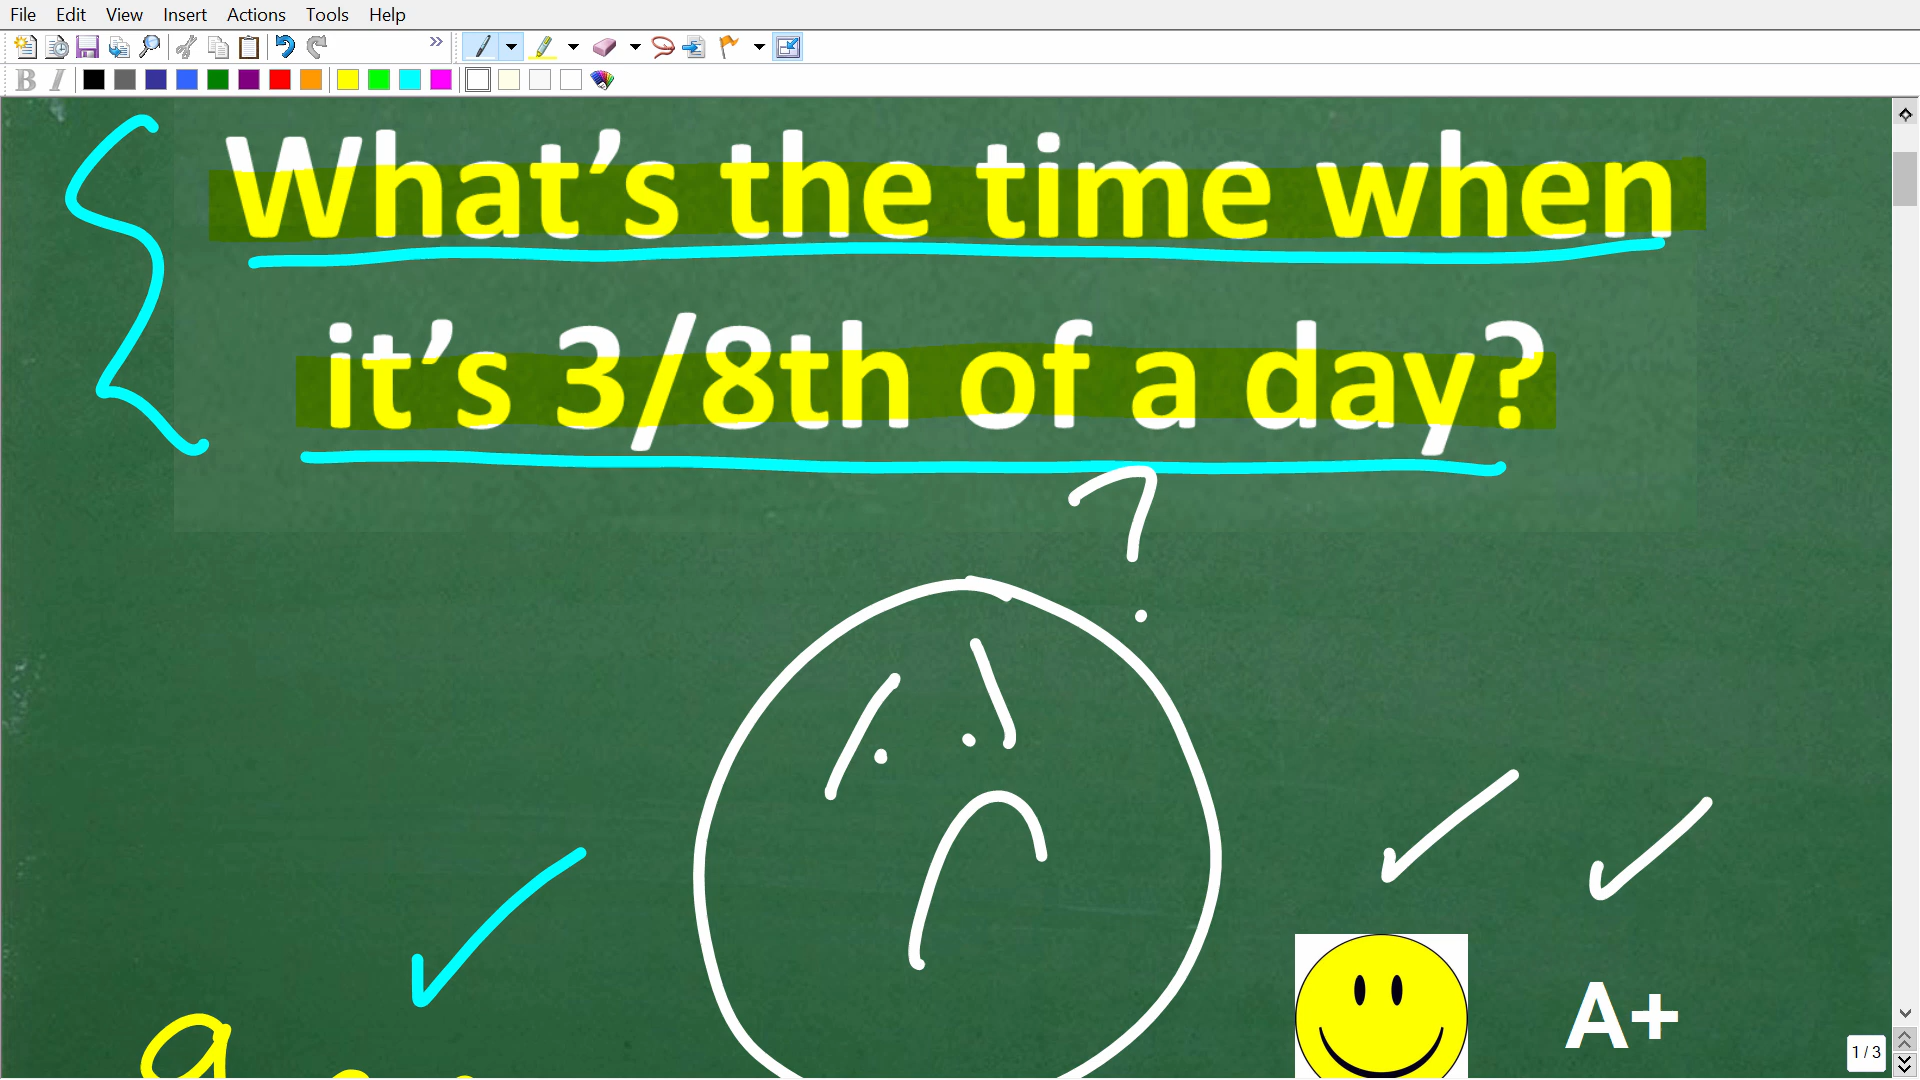 File Edit View Insert Actions Tools Help
B I
What's the time when
it's 3/8th of a day?
?
A+
1 / 3